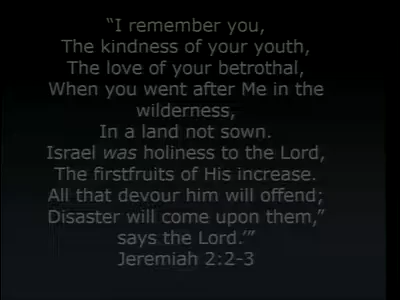 “I remember you,
The kindness of your youth,
The love of your betrothal,
When you went after Me in the
wilderness,
In a land not sown.
Israel was holiness to the Lord,
The firstfruits of His increase.
All that devour him will offend;
Disaster will come upon them,”
says the Lord.’”
Jeremiah 2:2-3